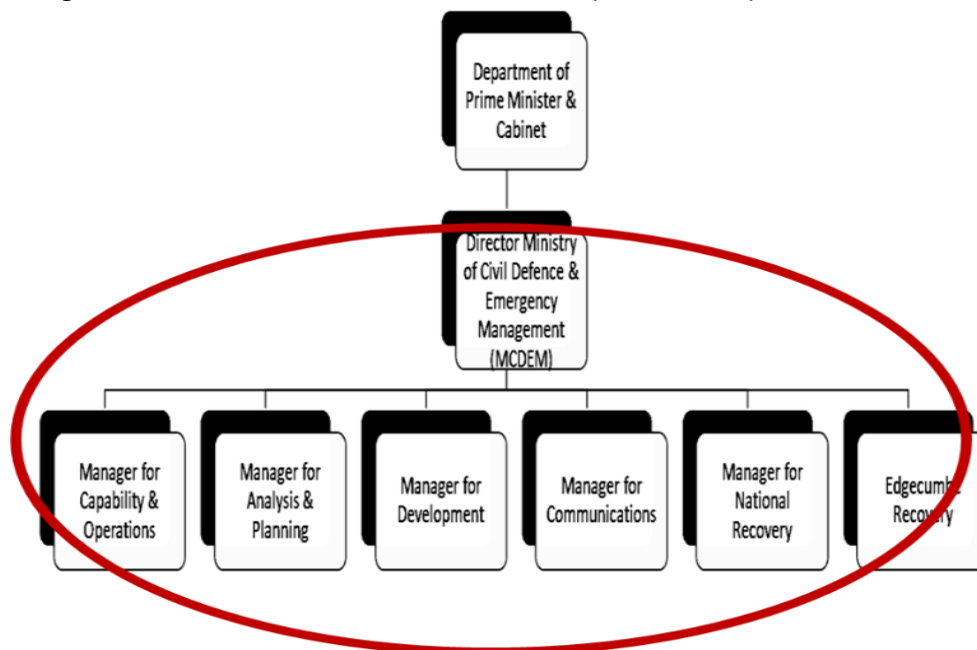 Department of
Prime Minister &
Cabinet
Director Ministry
of Civil Defence &
Emergency
Management
(MCDEM)
Manager for
Capability &
Operations
Manager for
Analysis &
Planning
Manager for
Development
Manager for
Communications
Manager for
National
Recovery
Edgecumbe
Recovery